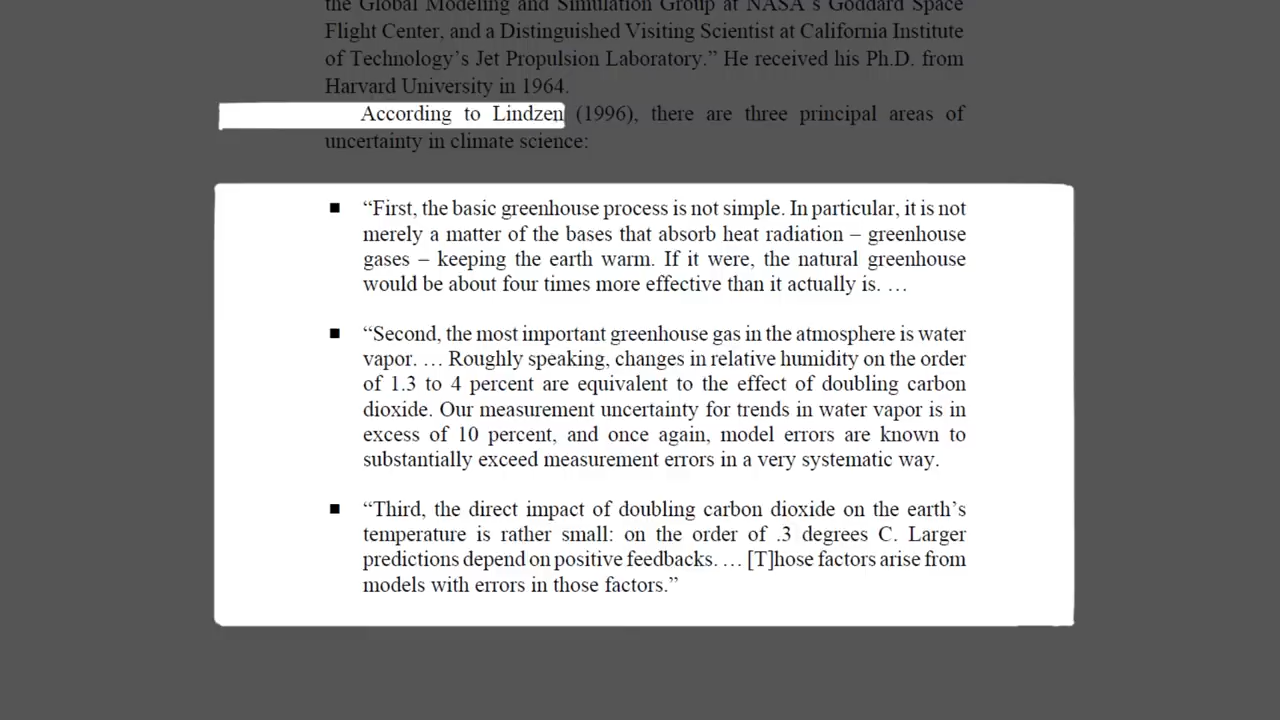 the Global Modeling and Simulation Group at NASA's Goddard Space
Flight Center, and a Distinguished Visiting Scientist at California Institute
of Technology's Jet Propulsion Laboratory.” He received his Ph.D. from
Harvard University in 1964.
According to Lindzen (1996), there are three principal areas of
uncertainty in climate science:
■ “First, the basic greenhouse process is not simple. In particular, it is not
merely a matter of the bases that absorb heat radiation – greenhouse
gases – keeping the earth warm. If it were, the natural greenhouse
would be about four times more effective than it actually is. …
■ “Second, the most important greenhouse gas in the atmosphere is water
vapor. … Roughly speaking, changes in relative humidity on the order
of 1.3 to 4 percent are equivalent to the effect of doubling carbon
dioxide. Our measurement uncertainty for trends in water vapor is in
excess of 10 percent, and once again, model errors are known to
substantially exceed measurement errors in a very systematic way.
■ “Third, the direct impact of doubling carbon dioxide on the earth’s
temperature is rather small: on the order of .3 degrees C. Larger
predictions depend on positive feedbacks. … [T]hose factors arise from
models with errors in those factors.”